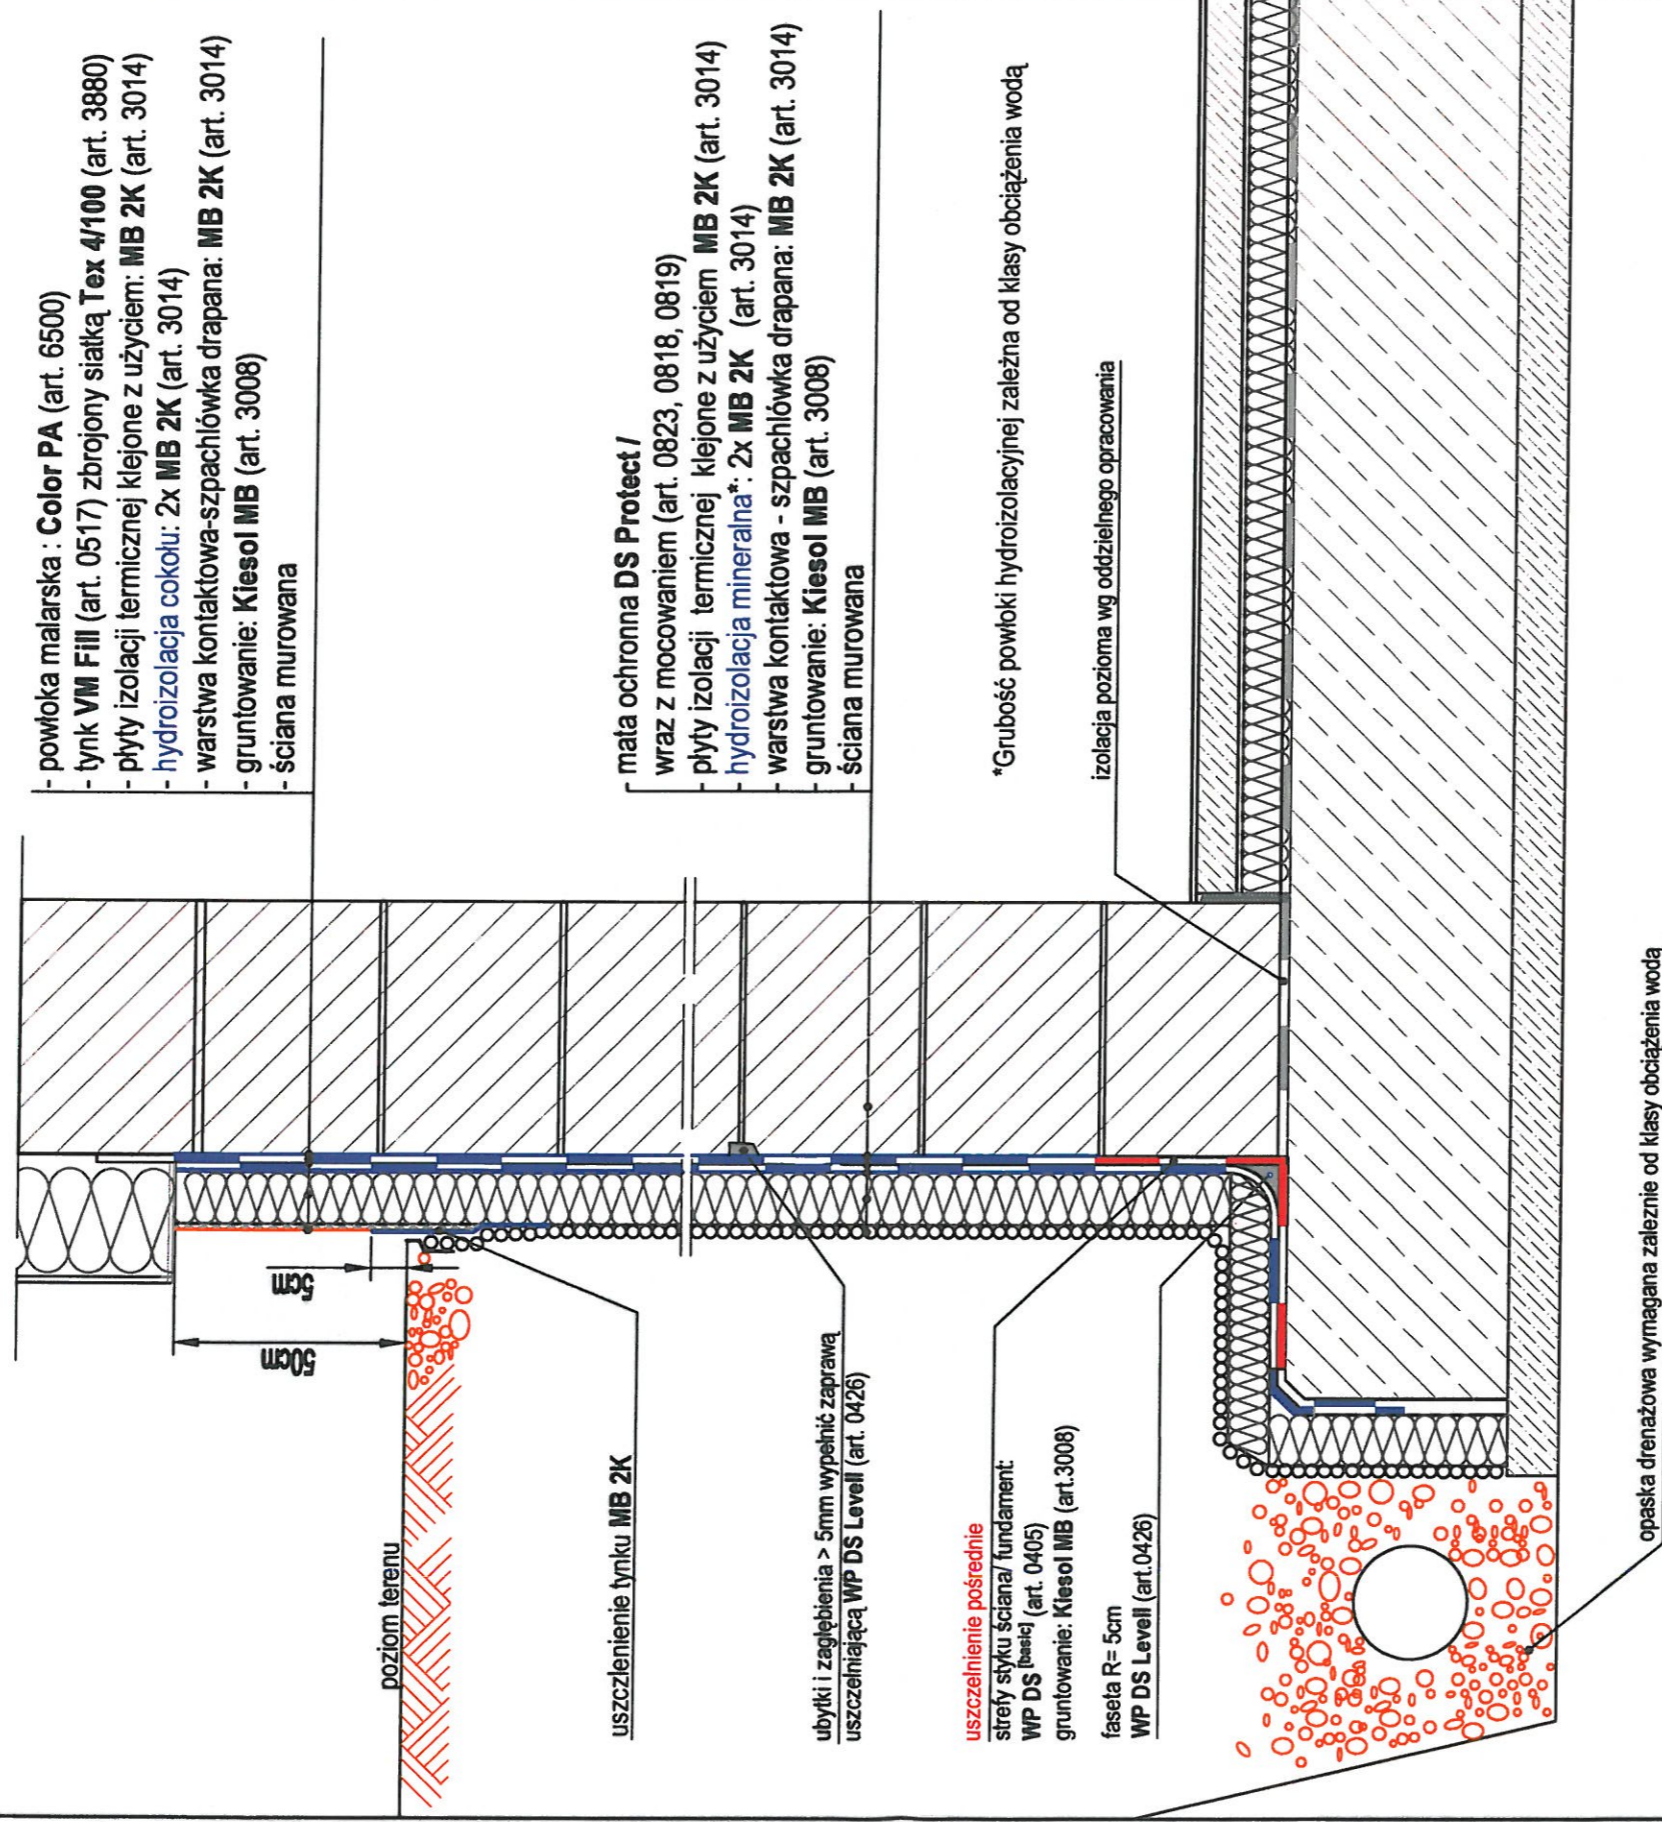 - powłoka malarska : Color PA (art. 6500)
- tynk VM Fill (art. 0517) zbrojony siatką Tex 4/100 (art. 3880)
- płyty izolacji termicznej klejone z użyciem: MB 2K (art. 3014)
- hydroizolacja cokołu: 2x MB 2K (art. 3014)
- warstwa kontaktowa-szpachlówka drapana: MB 2K (art. 3014)
- gruntowanie: Kiesol MB (art. 3008)
- ściana murowana
- mata ochronna DS Protect /
wraz z mocowaniem (art. 0823, 0818, 0819)
- płyty izolacji termicznej klejone z użyciem MB 2K (art. 3014)
- hydroizolacja mineralna*: 2x MB 2K (art. 3014)
- warstwa kontaktowa - szpachlówka drapana: MB 2K (art. 3014)
- gruntowanie: Kiesol MB (art. 3008)
- ściana murowana
*Grubość powłoki hydroizolacyjnej zależna od klasy obciążenia wodą
izolacja pozioma wg oddzielnego opracowania
5cm
50cm
poziom terenu
uszczlenienie tynku MB 2K
ubytki i zagłębienia > 5mm wypełnić zaprawą
uszczelniającą WP DS Levell (art. 0426)
uszczelnienie pośrednie
strefy styku ściana/ fundament:
WP DS [basic] (art. 0405)
gruntowanie: Kiesol MB (art.3008)
faseta R= 5cm
WP DS Levell (art.0426)
opaska drenażowa wymagana zaleznie od klasy obciążenia wodą